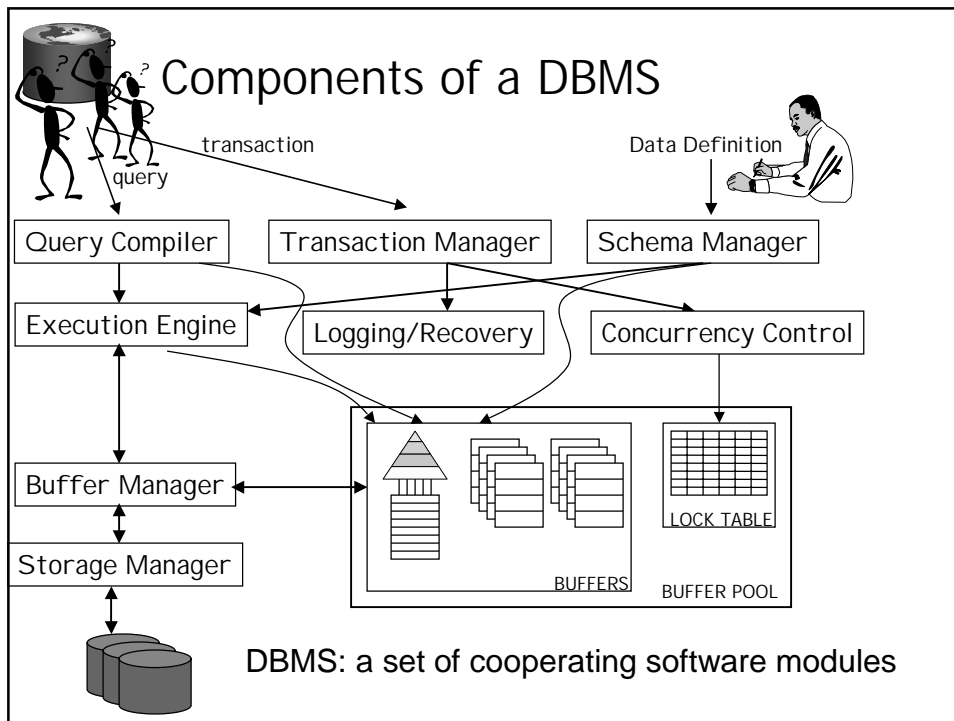 ? ? ?
Components of a DBMS
transaction
Data Definition
query
Query Compiler
Transaction Manager
Schema Manager
Execution Engine
Logging/Recovery
Concurrency Control
Buffer Manager
LOCK TABLE
Storage Manager
BUFFERS
BUFFER POOL
DBMS: a set of cooperating software modules